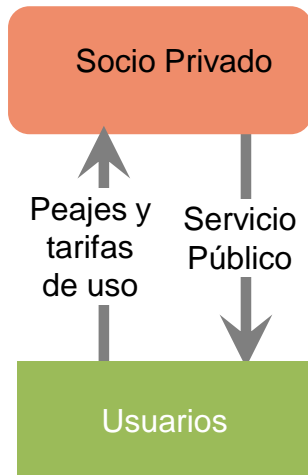 Socio Privado
Peajes y
tarifas
de uso
Servicio
Público
Usuarios